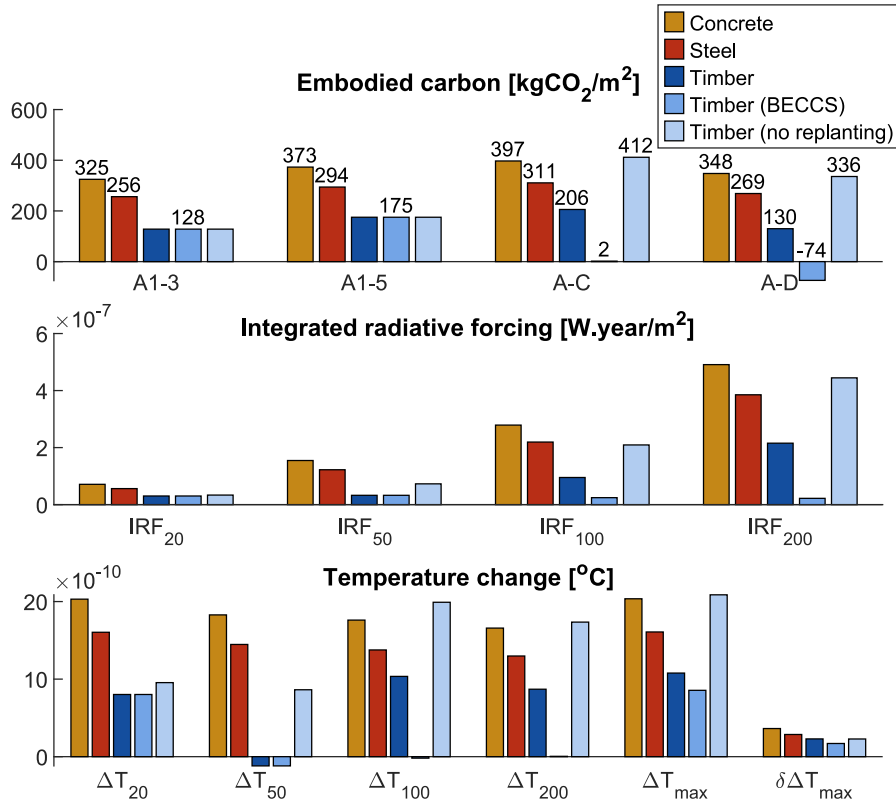 Concrete
Steel
Timber
Timber (BECCS)
Timber (no replanting)
Embodied carbon [kgCO₂/m²]
600
400
200
0
325
256
128
373
294
175
397
311
206
2
412
348
269
130
-74
336
A1-3
A1-5
A-C
A-D
×10⁻⁷
Integrated radiative forcing [W.year/m²]
6
4
2
0
IRF₂₀
IRF₅₀
IRF₁₀₀
IRF₂₀₀
×10⁻¹⁰
Temperature change [°C]
20
10
0
ΔT₂₀
ΔT₅₀
ΔT₁₀₀
ΔT₂₀₀
ΔTmax
δΔTmax